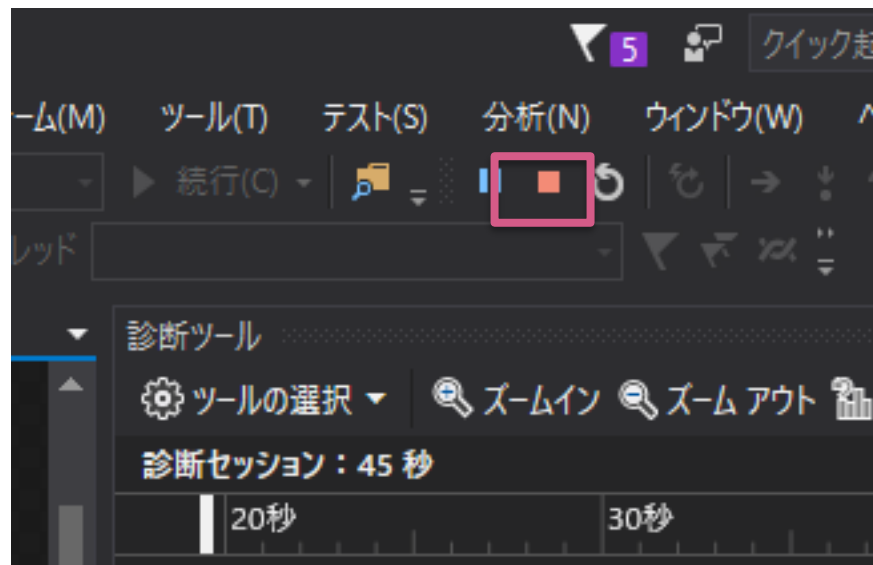 5 クイック起
ーム(M) ツール(T) テスト(S) 分析(N) ウィンドウ(W) ヘ
続行(C)
レッド
診断ツール
ツールの選択 ズームイン ズーム アウト
診断セッション：45 秒
20秒 30秒